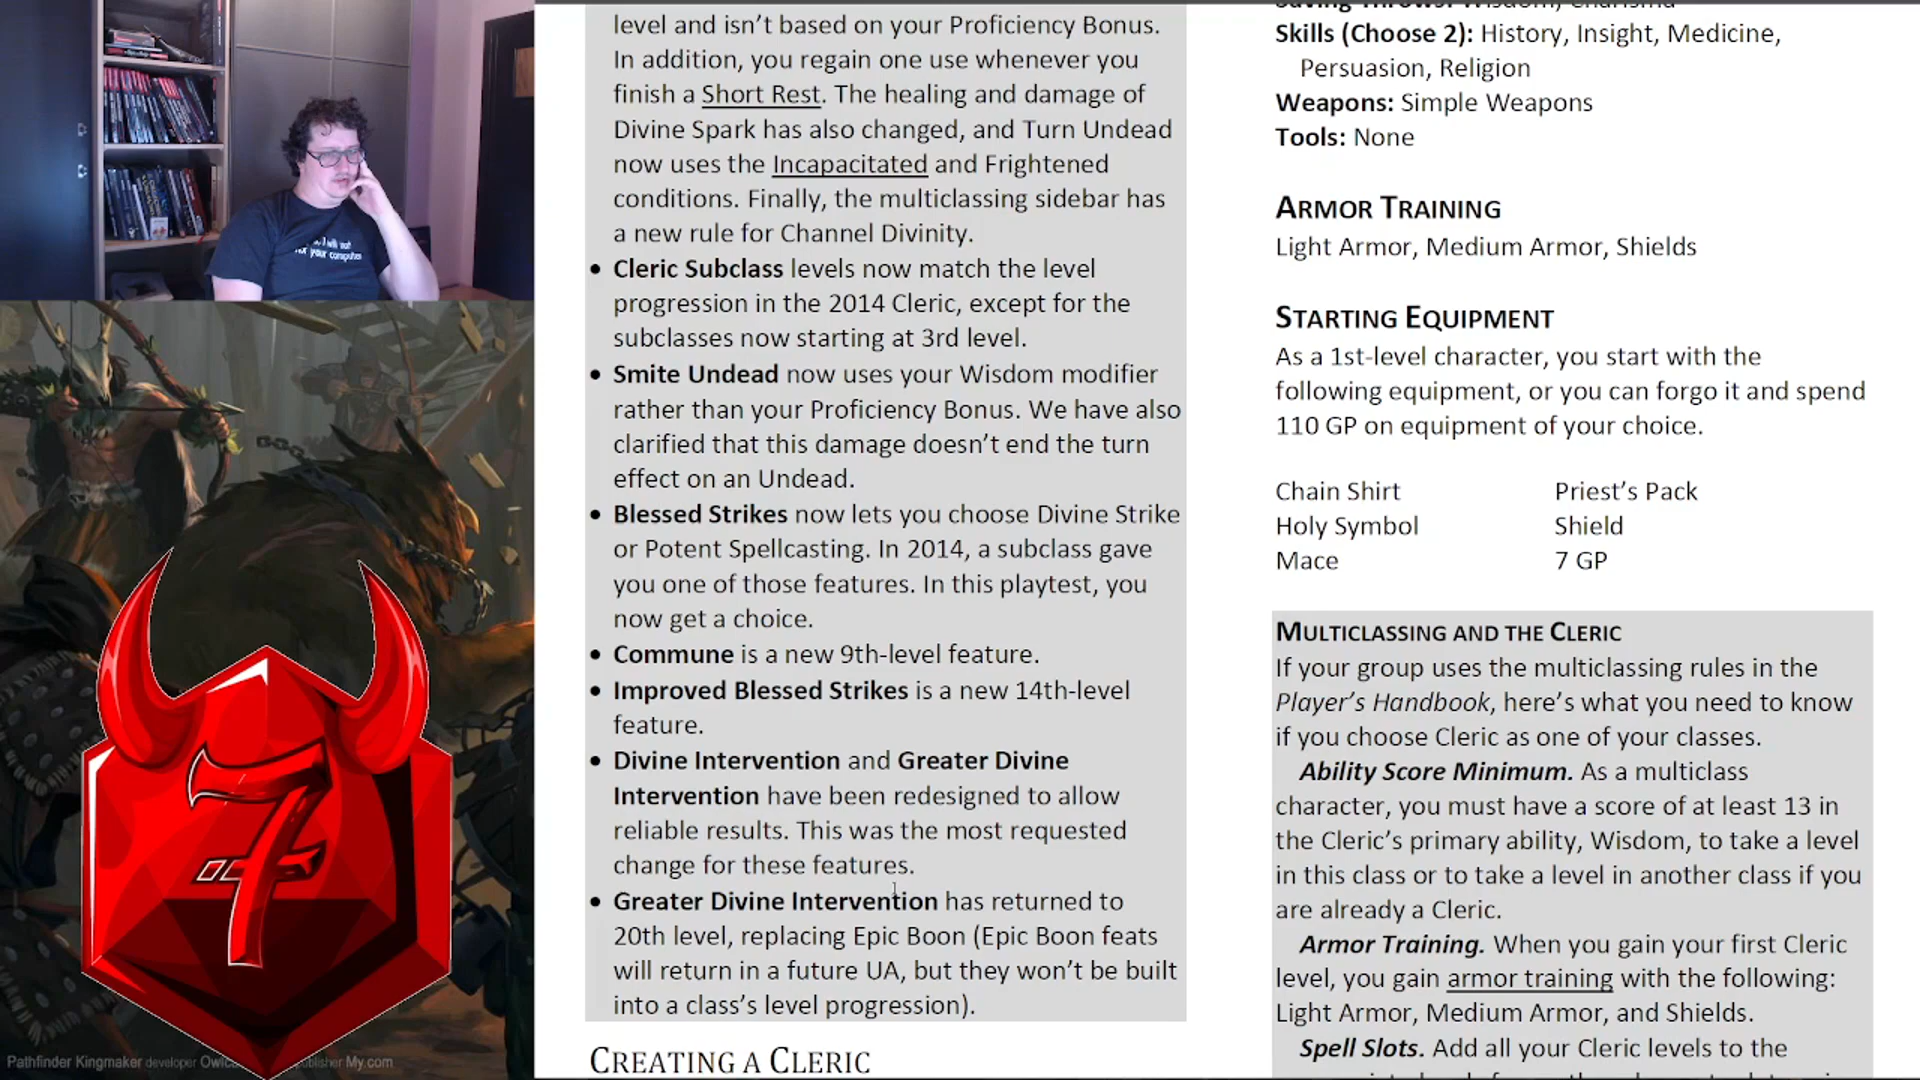 I will not
for your computer
7
Pathfinder Kingmaker developer Owlc
My.com
level and isn't based on your Proficiency Bonus.
In addition, you regain one use whenever you
finish a Short Rest. The healing and damage of
Divine Spark has also changed, and Turn Undead
now uses the Incapacitated and Frightened
conditions. Finally, the multiclassing sidebar has
a new rule for Channel Divinity.
• Cleric Subclass levels now match the level
progression in the 2014 Cleric, except for the
subclasses now starting at 3rd level.
• Smite Undead now uses your Wisdom modifier
rather than your Proficiency Bonus. We have also
clarified that this damage doesn't end the turn
effect on an Undead.
• Blessed Strikes now lets you choose Divine Strike
or Potent Spellcasting. In 2014, a subclass gave
you one of those features. In this playtest, you
now get a choice.
• Commune is a new 9th-level feature.
• Improved Blessed Strikes is a new 14th-level
feature.
• Divine Intervention and Greater Divine
Intervention have been redesigned to allow
reliable results. This was the most requested
change for these features.
• Greater Divine Intervention has returned to
20th level, replacing Epic Boon (Epic Boon feats
will return in a future UA, but they won't be built
into a class's level progression).
CREATING A CLERIC
Saving Throws: Wisdom, Charisma
Skills (Choose 2): History, Insight, Medicine,
Persuasion, Religion
Weapons: Simple Weapons
Tools: None
ARMOR TRAINING
Light Armor, Medium Armor, Shields
STARTING EQUIPMENT
As a 1st-level character, you start with the
following equipment, or you can forgo it and spend
110 GP on equipment of your choice.
Chain Shirt Priest's Pack
Holy Symbol Shield
Mace 7 GP
MULTICLASSING AND THE CLERIC
If your group uses the multiclassing rules in the
Player's Handbook, here's what you need to know
if you choose Cleric as one of your classes.
Ability Score Minimum. As a multiclass
character, you must have a score of at least 13 in
the Cleric's primary ability, Wisdom, to take a level
in this class or to take a level in another class if you
are already a Cleric.
Armor Training. When you gain your first Cleric
level, you gain armor training with the following:
Light Armor, Medium Armor, and Shields.
Spell Slots. Add all your Cleric levels to the